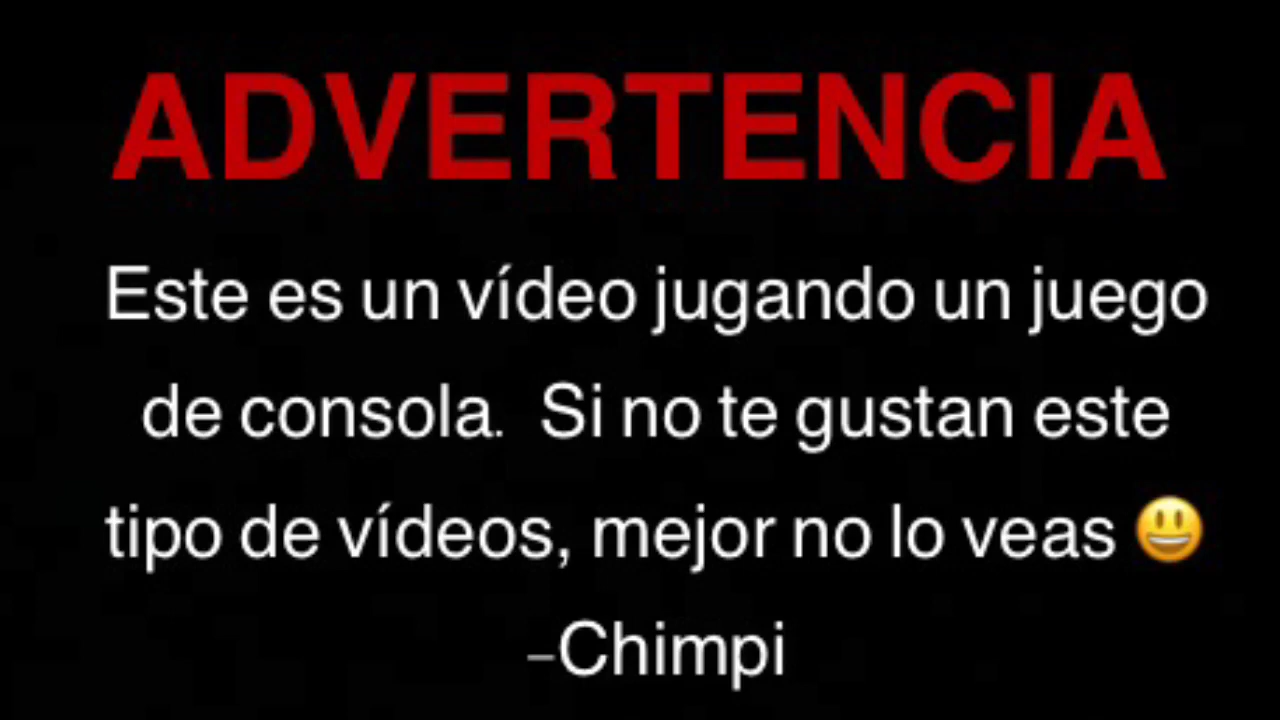 ADVERTENCIA
Este es un vídeo jugando un juego
de consola. Si no te gustan este
tipo de vídeos, mejor no lo veas 😃
-Chimpi